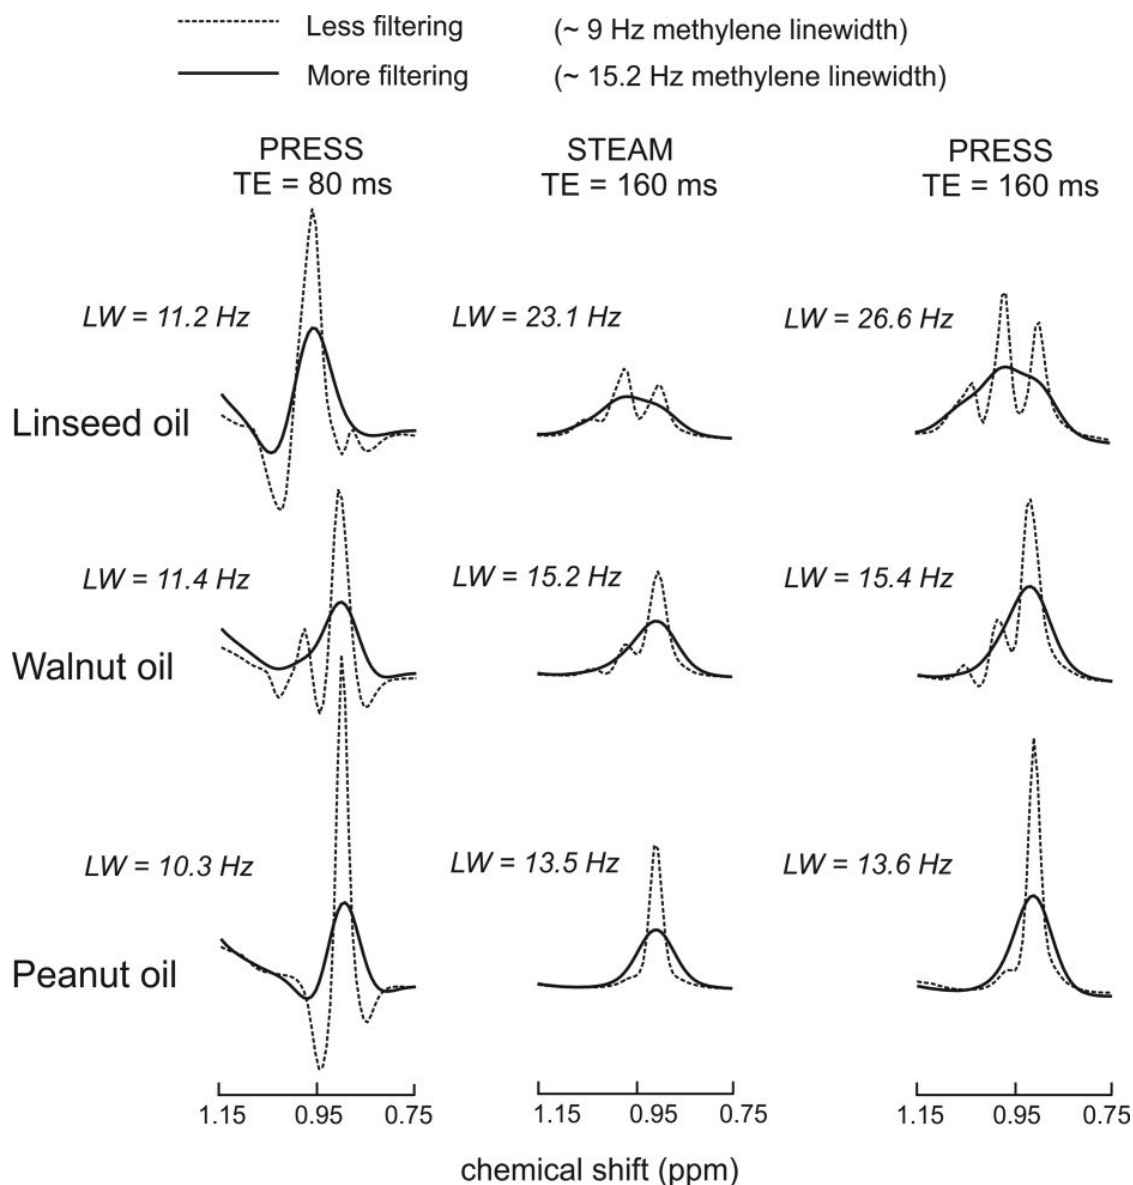 Less filtering (~ 9 Hz methylene linewidth)
More filtering (~ 15.2 Hz methylene linewidth)
PRESS STEAM PRESS
TE = 80 ms TE = 160 ms TE = 160 ms
LW = 11.2 Hz LW = 23.1 Hz LW = 26.6 Hz
Linseed oil
LW = 11.4 Hz LW = 15.2 Hz LW = 15.4 Hz
Walnut oil
LW = 10.3 Hz LW = 13.5 Hz LW = 13.6 Hz
Peanut oil
1.15 0.95 0.75 1.15 0.95 0.75 1.15 0.95 0.75
chemical shift (ppm)